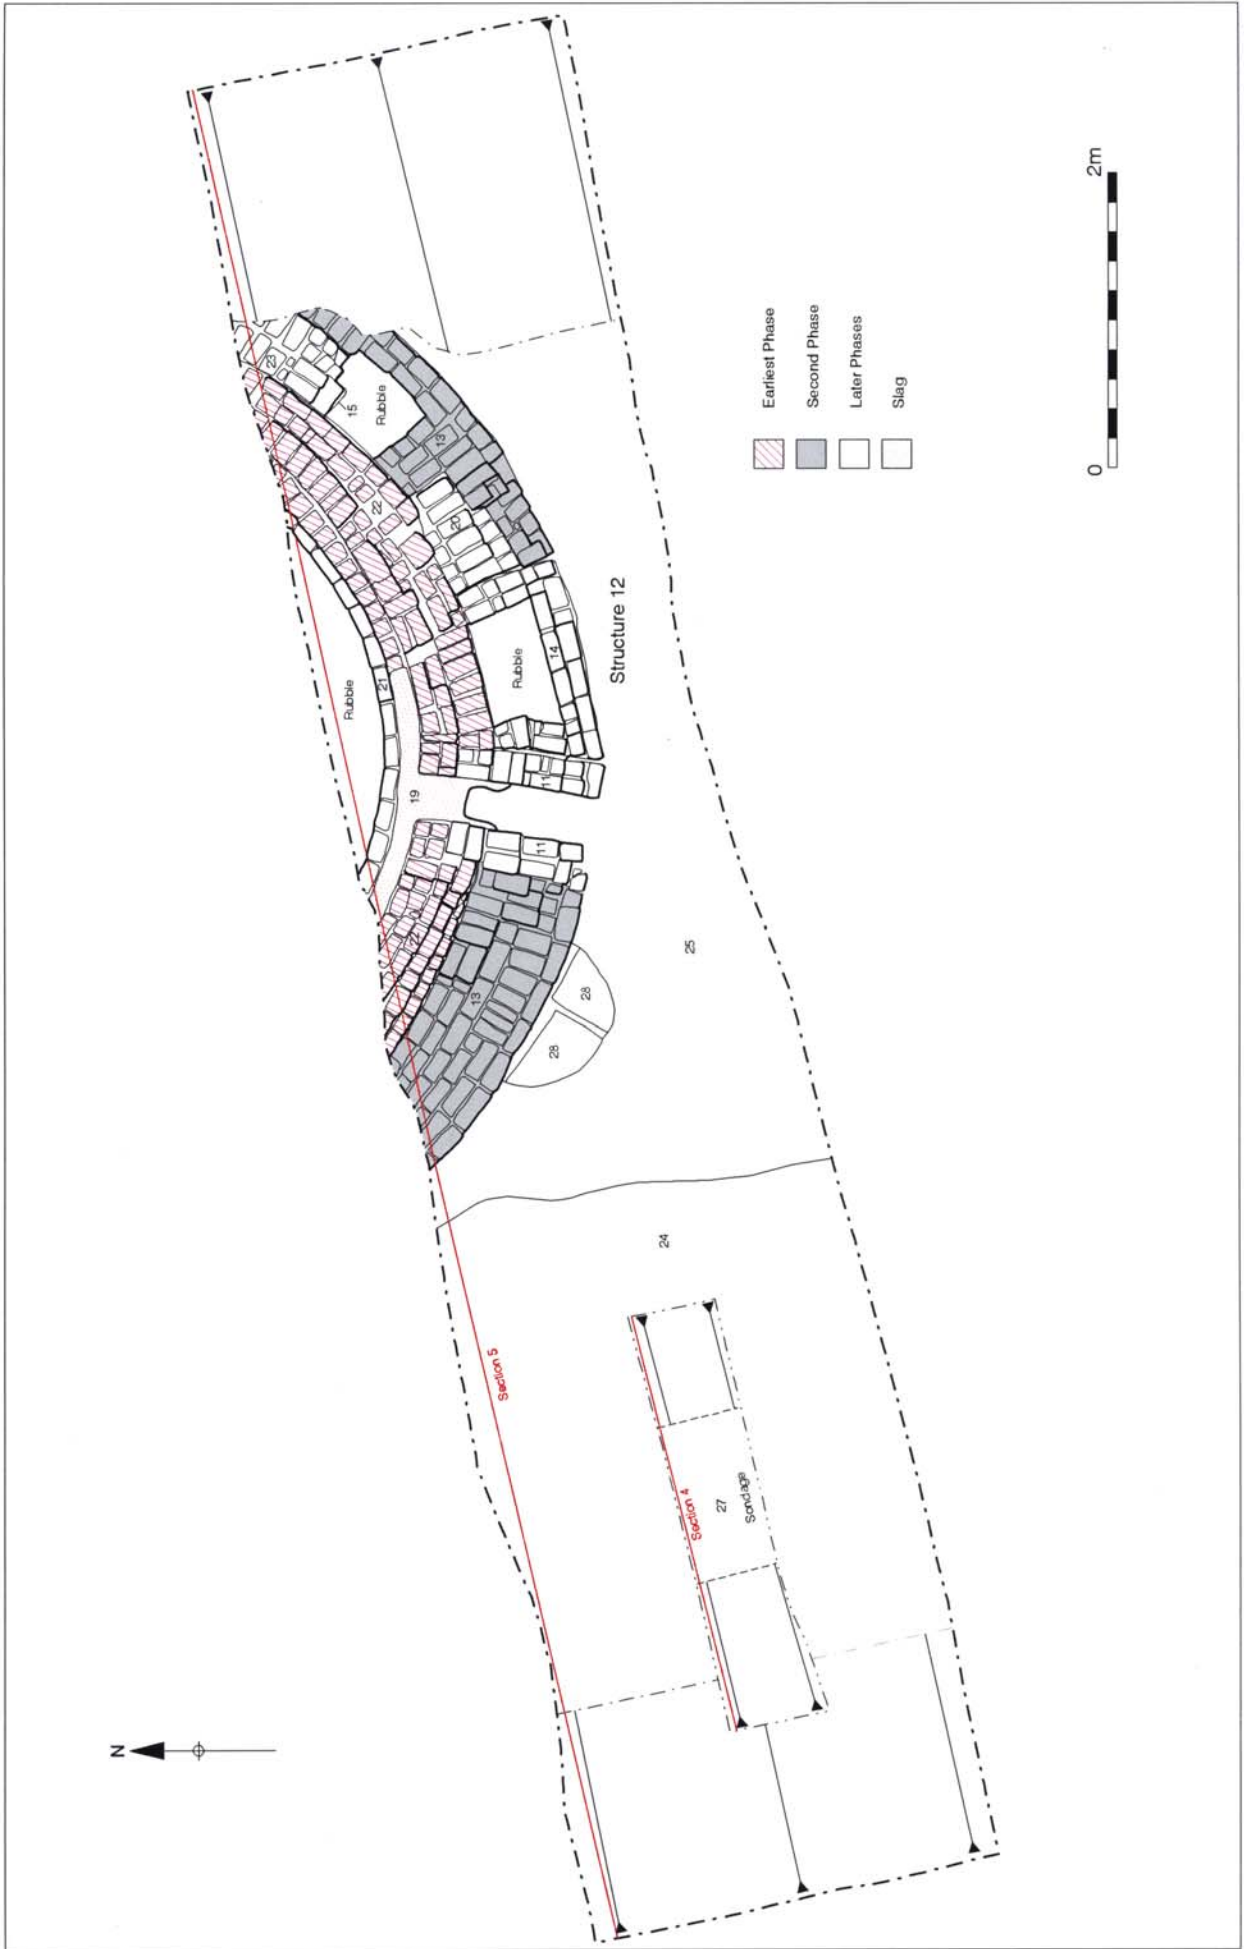 N
Section 5
Section 4
27
Sondage
24
25
28
28
13
22
11
19
11
21
Rubble
Rubble
14
Structure 12
20
22
13
Rubble
15
23
Earliest Phase
Second Phase
Later Phases
Slag
0
2m